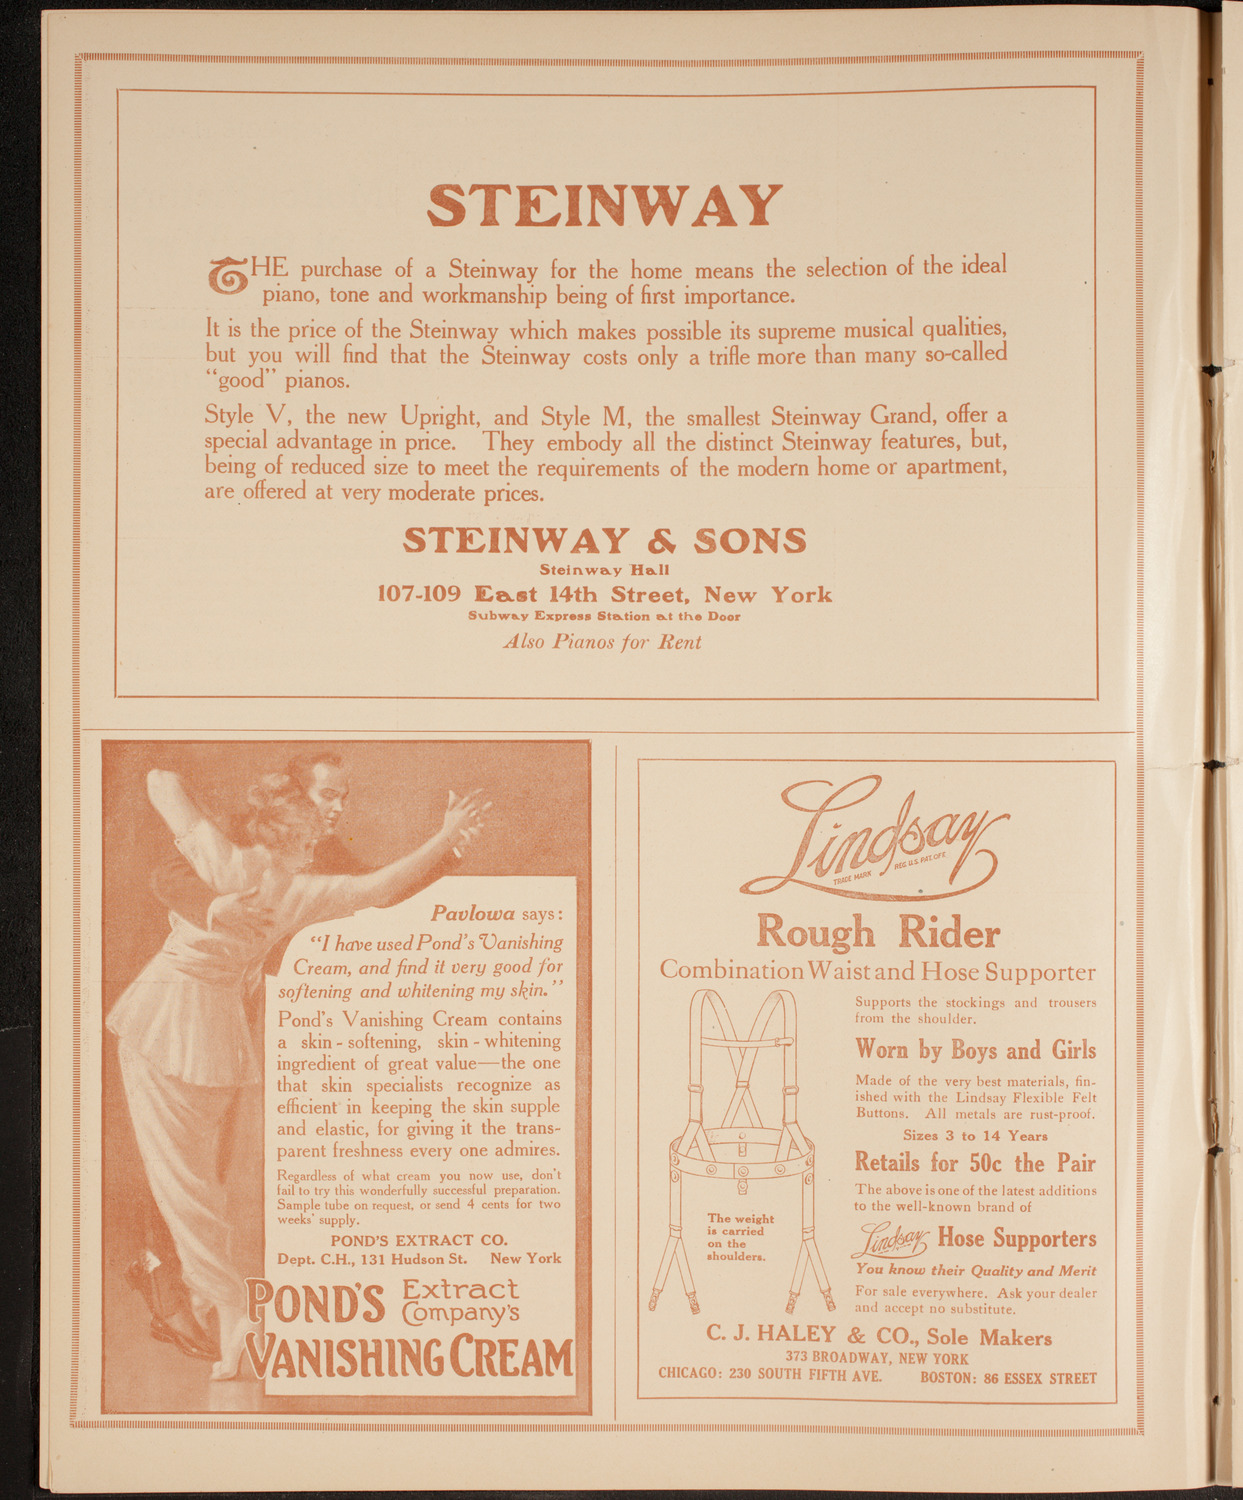 STEINWAY
THE purchase of a Steinway for the home means the selection of the ideal
piano, tone and workmanship being of first importance.
It is the price of the Steinway which makes possible its supreme musical qualities,
but you will find that the Steinway costs only a trifle more than many so-called
"good" pianos.
Style V, the new Upright, and Style M, the smallest Steinway Grand, offer a
special advantage in price. They embody all the distinct Steinway features, but,
being of reduced size to meet the requirements of the modern home or apartment,
are offered at very moderate prices.
STEINWAY & SONS
Steinway Hall
107-109 East 14th Street, New York
Subway Express Station at the Door
Also Pianos for Rent
Pavlowa says:
"I have used Pond's Vanishing
Cream, and find it very good for
softening and whitening my skin."
Pond's Vanishing Cream contains
a skin-softening, skin-whitening
ingredient of great value—the one
that skin specialists recognize as
efficient in keeping the skin supple
and elastic, for giving it the trans-
parent freshness every one admires.
Regardless of what cream you now use, don't
fail to try this wonderfully successful preparation.
Sample tube on request, or send 4 cents for two
weeks' supply.
POND'S EXTRACT CO.
Dept. C.H., 131 Hudson St. New York
POND'S Extract
Company's
VANISHING CREAM
Lindsay
TRADE MARK REG. U.S. PAT. OFF.
Rough Rider
Combination Waist and Hose Supporter
Supports the stockings and trousers
from the shoulder.
Worn by Boys and Girls
Made of the very best materials, fin-
ished with the Lindsay Flexible Felt
Buttons. All metals are rust-proof.
Sizes 3 to 14 Years
Retails for 50c the Pair
The above is one of the latest additions
to the well-known brand of
Lindsay Hose Supporters
You know their Quality and Merit
For sale everywhere. Ask your dealer
and accept no substitute.
The weight
is carried
on the
shoulders.
C. J. HALEY & CO., Sole Makers
373 BROADWAY, NEW YORK
CHICAGO: 230 SOUTH FIFTH AVE. BOSTON: 86 ESSEX STREET